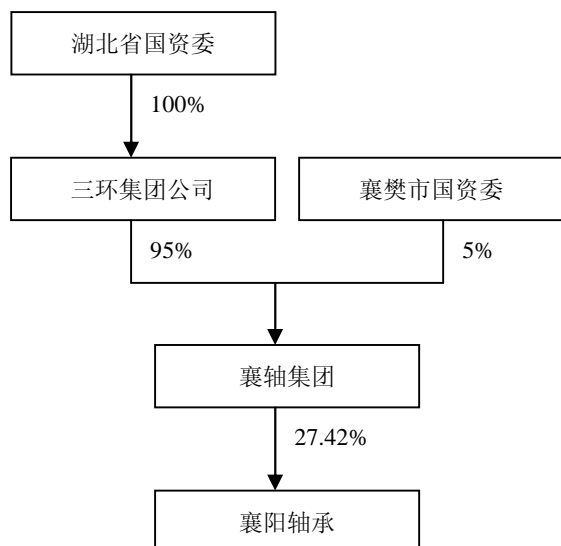 湖北省国资委
100%
三环集团公司
襄樊市国资委
95%
5%
襄轴集团
27.42%
襄阳轴承